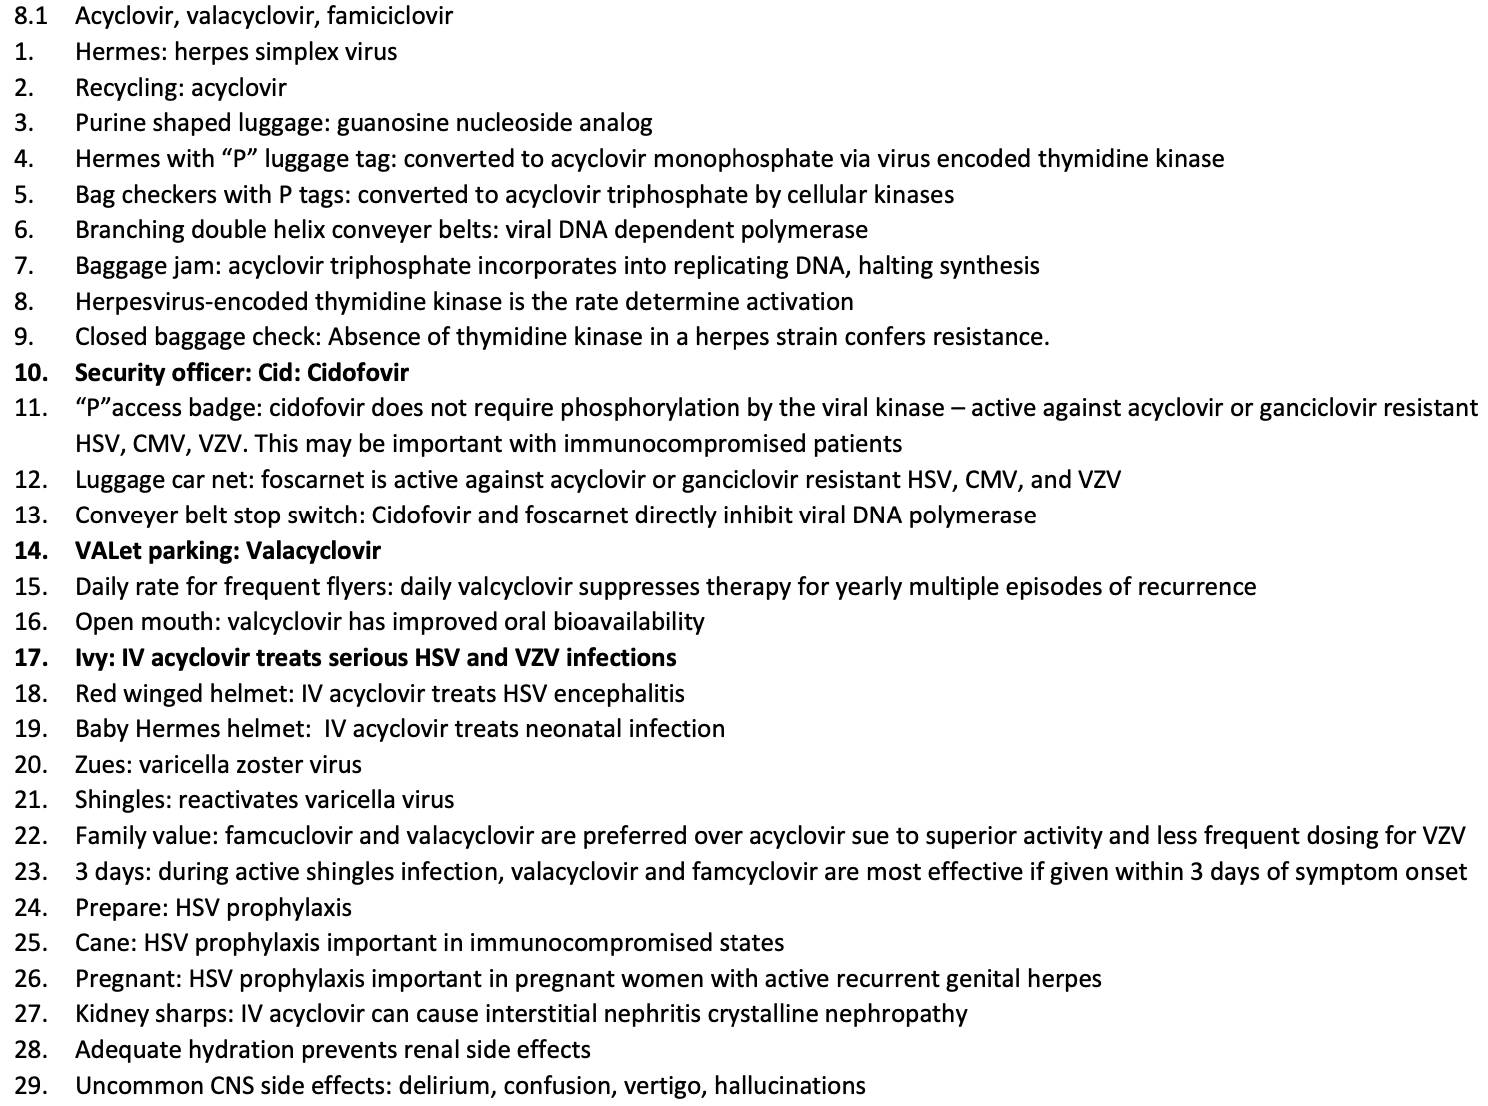 8.1 Acyclovir, valacyclovir, famiciclovir
1. Hermes: herpes simplex virus
2. Recycling: acyclovir
3. Purine shaped luggage: guanosine nucleoside analog
4. Hermes with “P” luggage tag: converted to acyclovir monophosphate via virus encoded thymidine kinase
5. Bag checkers with P tags: converted to acyclovir triphosphate by cellular kinases
6. Branching double helix conveyer belts: viral DNA dependent polymerase
7. Baggage jam: acyclovir triphosphate incorporates into replicating DNA, halting synthesis
8. Herpesvirus-encoded thymidine kinase is the rate determine activation
9. Closed baggage check: Absence of thymidine kinase in a herpes strain confers resistance.
10. Security officer: Cid: Cidofovir
11. “P”access badge: cidofovir does not require phosphorylation by the viral kinase – active against acyclovir or ganciclovir resistant
HSV, CMV, VZV. This may be important with immunocompromised patients
12. Luggage car net: foscarnet is active against acyclovir or ganciclovir resistant HSV, CMV, and VZV
13. Conveyer belt stop switch: Cidofovir and foscarnet directly inhibit viral DNA polymerase
14. VALet parking: Valacyclovir
15. Daily rate for frequent flyers: daily valcyclovir suppresses therapy for yearly multiple episodes of recurrence
16. Open mouth: valcyclovir has improved oral bioavailability
17. Ivy: IV acyclovir treats serious HSV and VZV infections
18. Red winged helmet: IV acyclovir treats HSV encephalitis
19. Baby Hermes helmet:  IV acyclovir treats neonatal infection
20. Zues: varicella zoster virus
21. Shingles: reactivates varicella virus
22. Family value: famcuclovir and valacyclovir are preferred over acyclovir sue to superior activity and less frequent dosing for VZV
23. 3 days: during active shingles infection, valacyclovir and famcyclovir are most effective if given within 3 days of symptom onset
24. Prepare: HSV prophylaxis
25. Cane: HSV prophylaxis important in immunocompromised states
26. Pregnant: HSV prophylaxis important in pregnant women with active recurrent genital herpes
27. Kidney sharps: IV acyclovir can cause interstitial nephritis crystalline nephropathy
28. Adequate hydration prevents renal side effects
29. Uncommon CNS side effects: delirium, confusion, vertigo, hallucinations